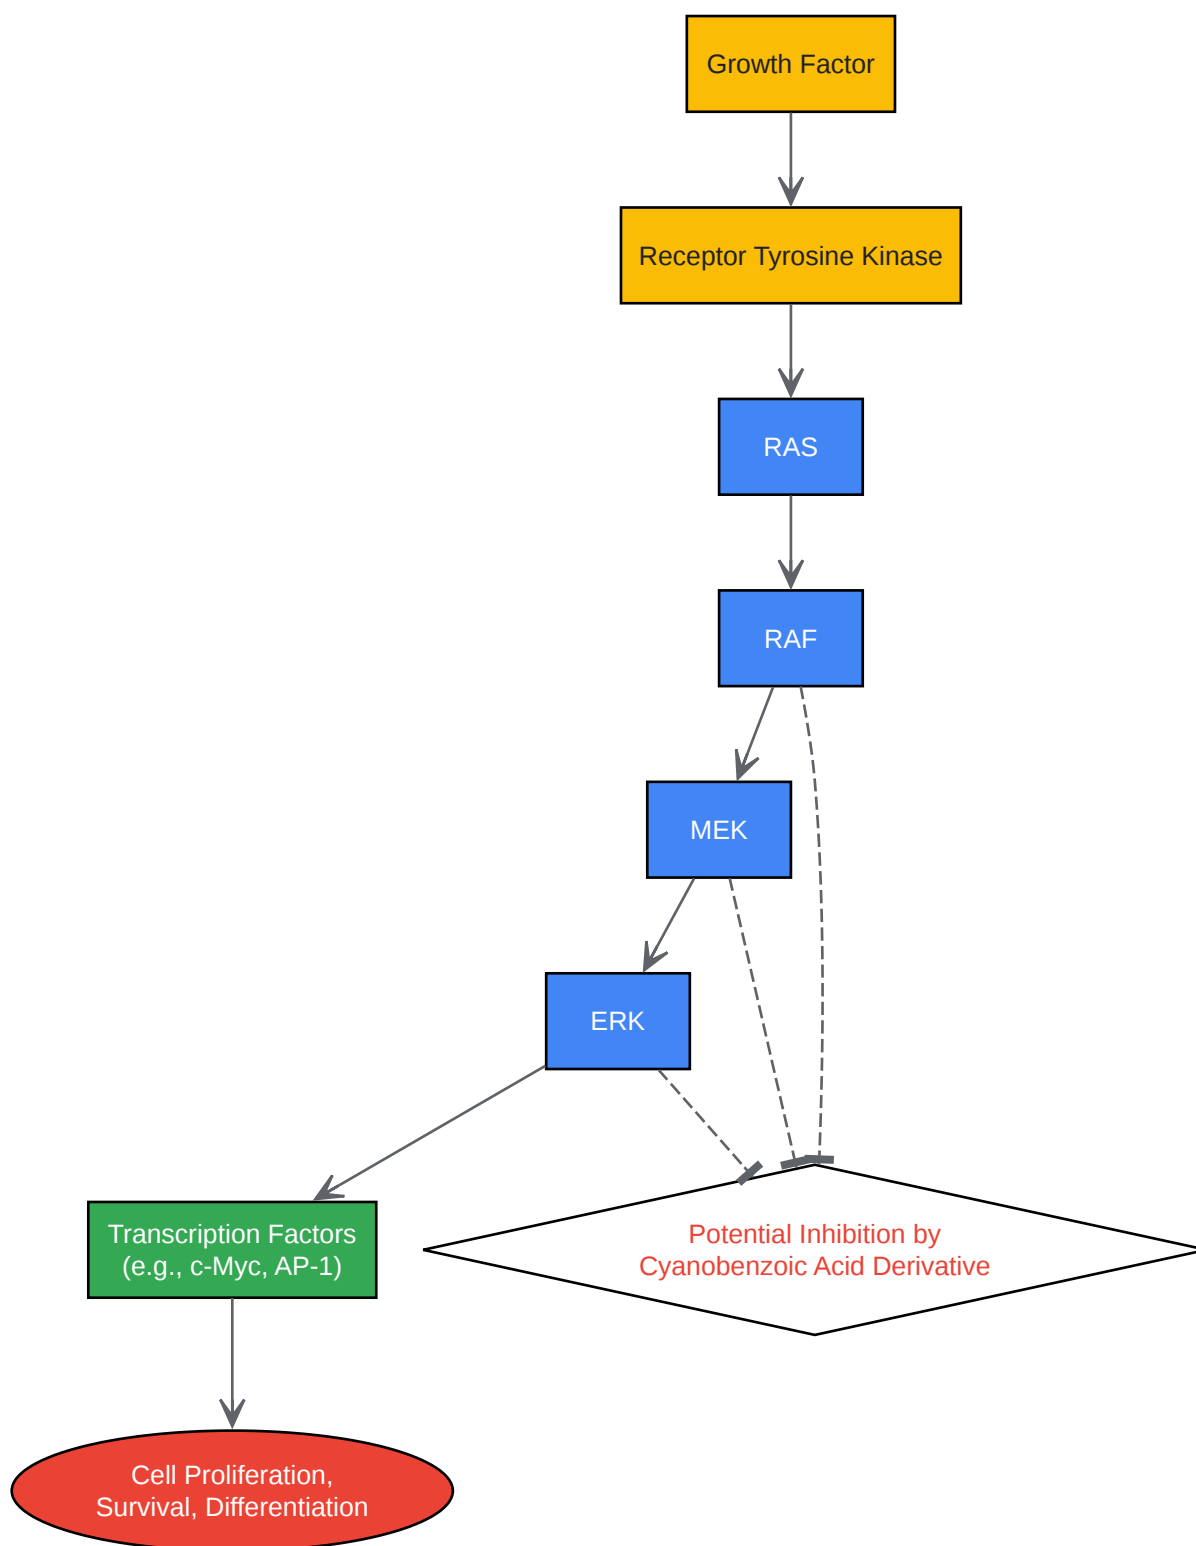 Growth Factor
Receptor Tyrosine Kinase
RAS
RAF
MEK
ERK
Transcription Factors
(e.g., c-Myc, AP-1)
Potential Inhibition by
Cyanobenzoic Acid Derivative
Cell Proliferation,
Survival, Differentiation